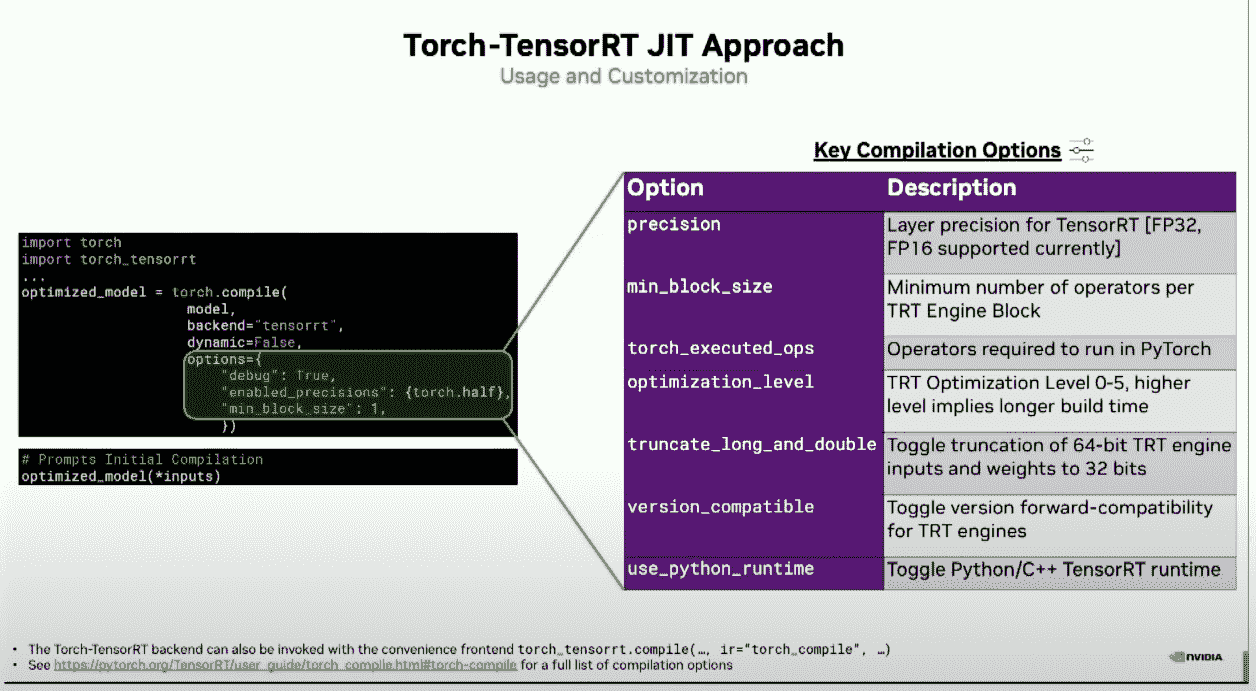 Torch-TensorRT JIT Approach
Usage and Customization
import torch
import torch_tensorrt
...
optimized_model = torch.compile(
model,
backend="tensorrt",
dynamic=False,
options={
"debug": True,
"enabled_precisions": {torch.half},
"min_block_size": 1,
})
# Prompts Initial Compilation
optimized_model(*inputs)
Key Compilation Options
Option Description
precision Layer precision for TensorRT [FP32,
FP16 supported currently]
min_block_size Minimum number of operators per
TRT Engine Block
torch_executed_ops Operators required to run in PyTorch
optimization_level TRT Optimization Level 0-5, higher
level implies longer build time
truncate_long_and_double Toggle truncation of 64-bit TRT engine
inputs and weights to 32 bits
version_compatible Toggle version forward-compatibility
for TRT engines
use_python_runtime Toggle Python/C++ TensorRT runtime
• The Torch-TensorRT backend can also be invoked with the convenience frontend torch_tensorrt.compile(…, ir="torch_compile", …)
• See https://pytorch.org/TensorRT/user_guide/torch_compile.html#torch-compile for a full list of compilation options
NVIDIA